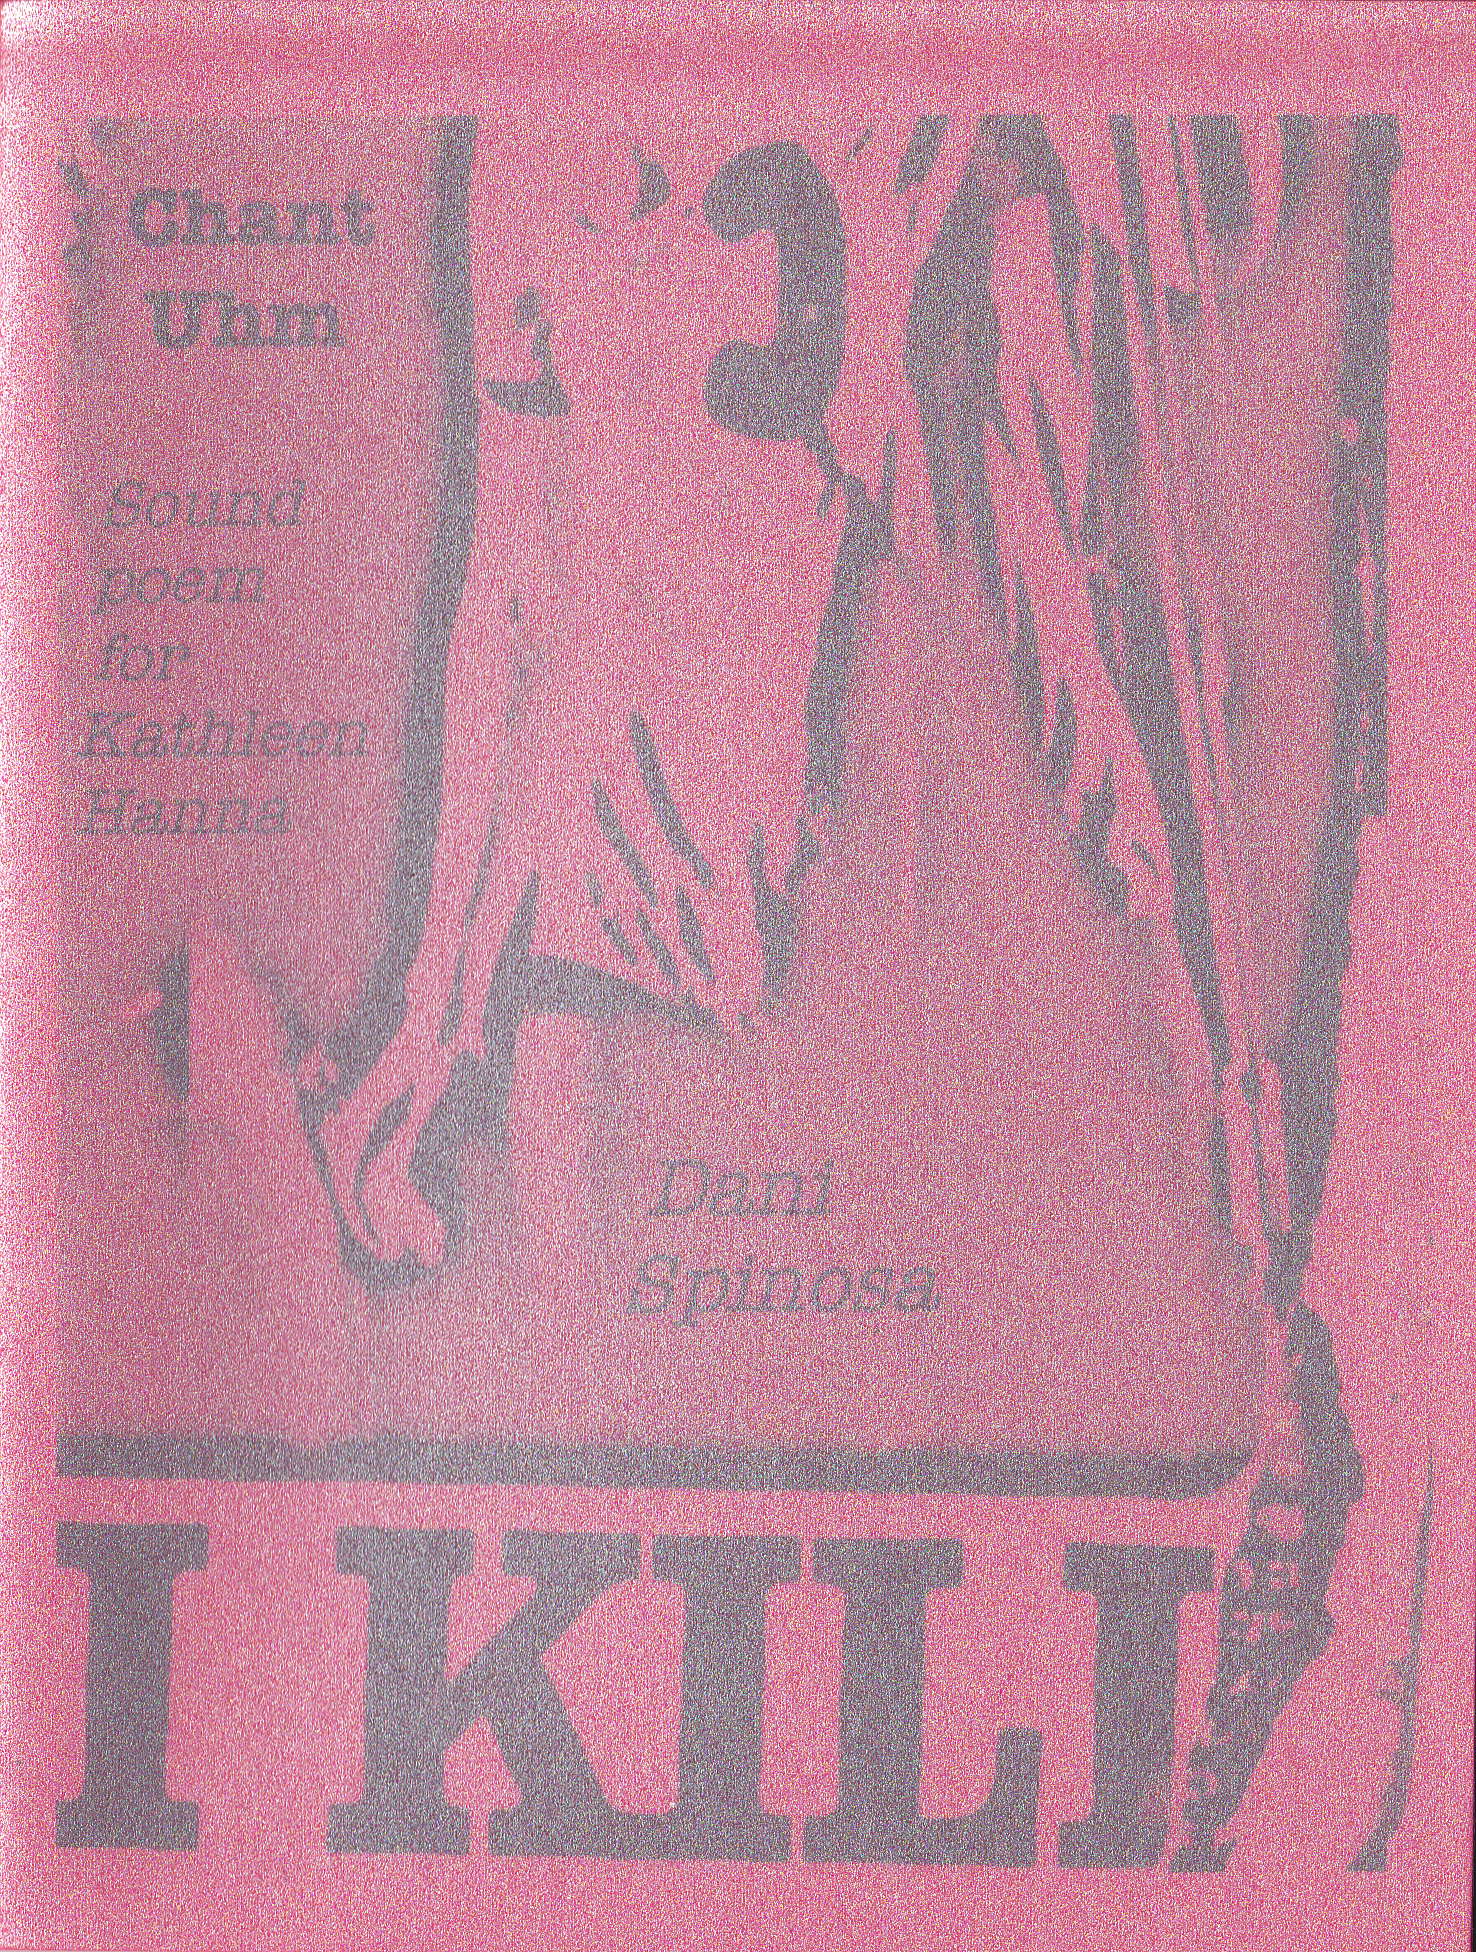 Chant
Uhm
Sound
poem
for
Kathleen
Hanna
Dani
Spinosa
I KILL